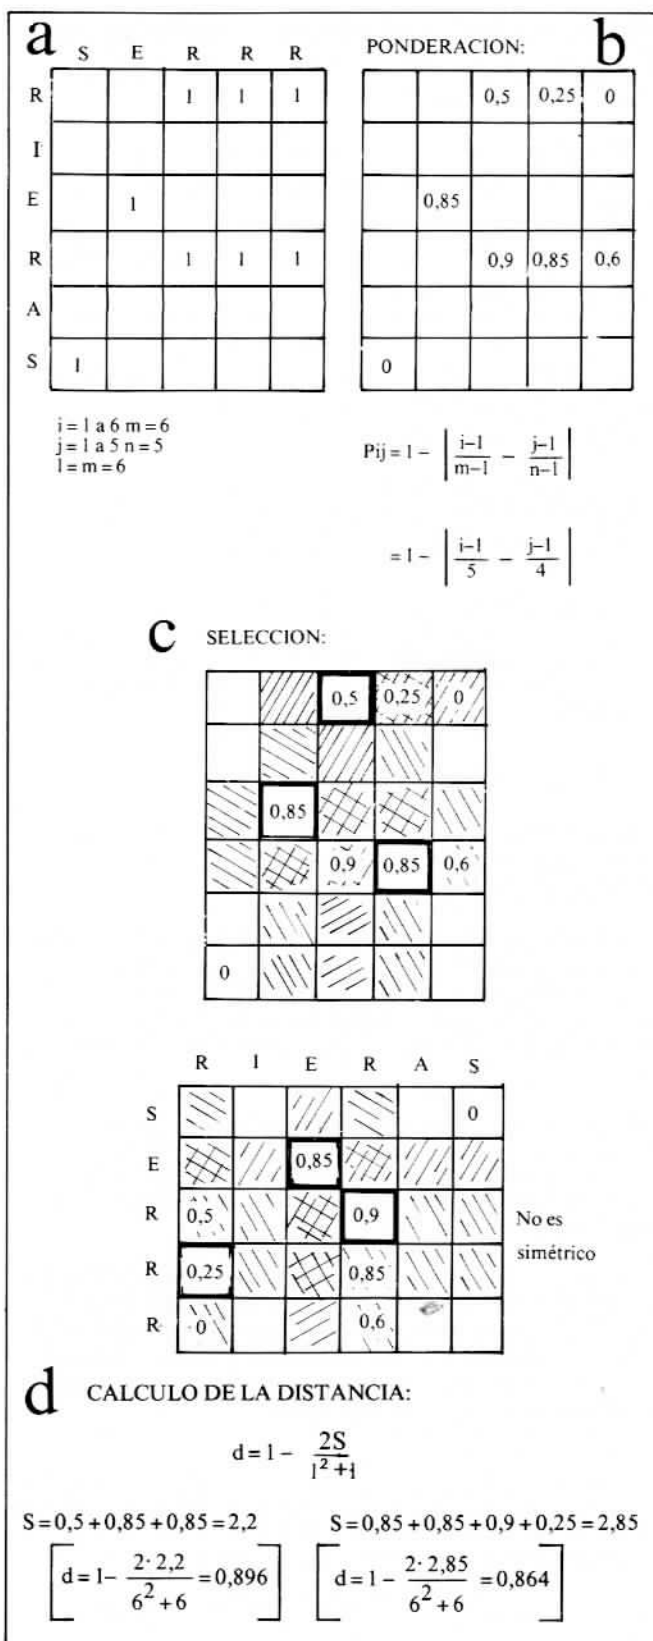 a
b
PONDERACION:
S E R R R
R 1 1 1
I
E 1
R 1 1 1
A
S 1
0,5 0,25 0
0,85
0,9 0,85 0,6
0
i = 1 a 6 m = 6
j = 1 a 5 n = 5
l = m = 6
Pij = 1 - | i-1 / m-1 - j-1 / n-1 |
= 1 - | i-1 / 5 - j-1 / 4 |
c SELECCION:
0,5 0,25 0
0,85
0,9 0,85 0,6
0
R I E R A S
S 0
E 0,85
R 0,5 0,9
R 0,25 0,85
R 0 0,6
No es
simétrico
d CALCULO DE LA DISTANCIA:
d = 1 - 2S / l² + l
S = 0,5 + 0,85 + 0,85 = 2,2
S = 0,85 + 0,85 + 0,9 + 0,25 = 2,85
[ d = 1 - 2 · 2,2 / 6² + 6 = 0,896 ]
[ d = 1 - 2 · 2,85 / 6² + 6 = 0,864 ]